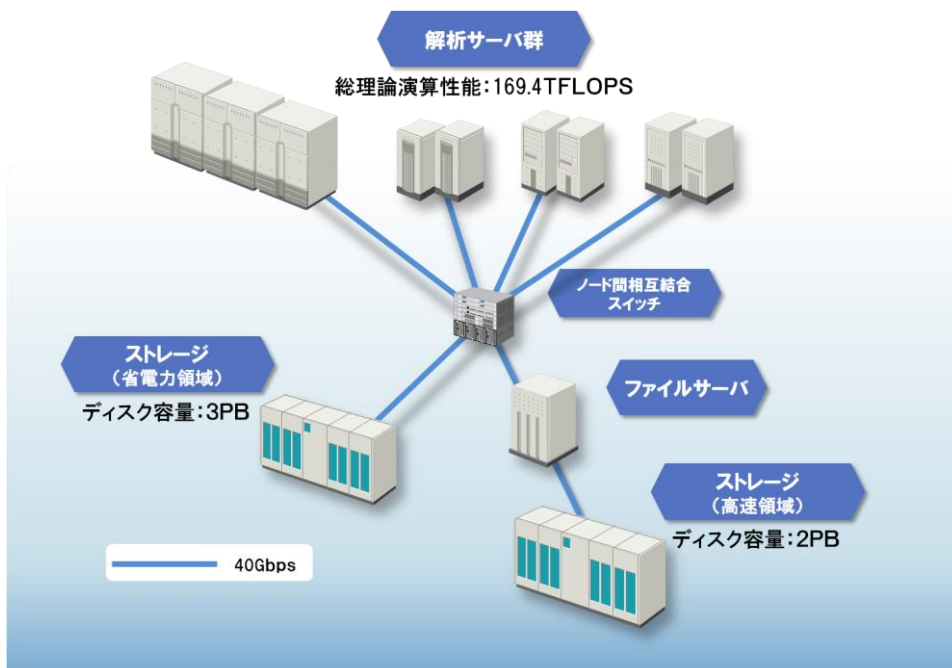 解析サーバ群
総理論演算性能：169.4TFLOPS
ノード間相互結合
スイッチ
ストレージ
（省電力領域）
ディスク容量：3PB
ファイルサーバ
ストレージ
（高速領域）
ディスク容量：2PB
40Gbps